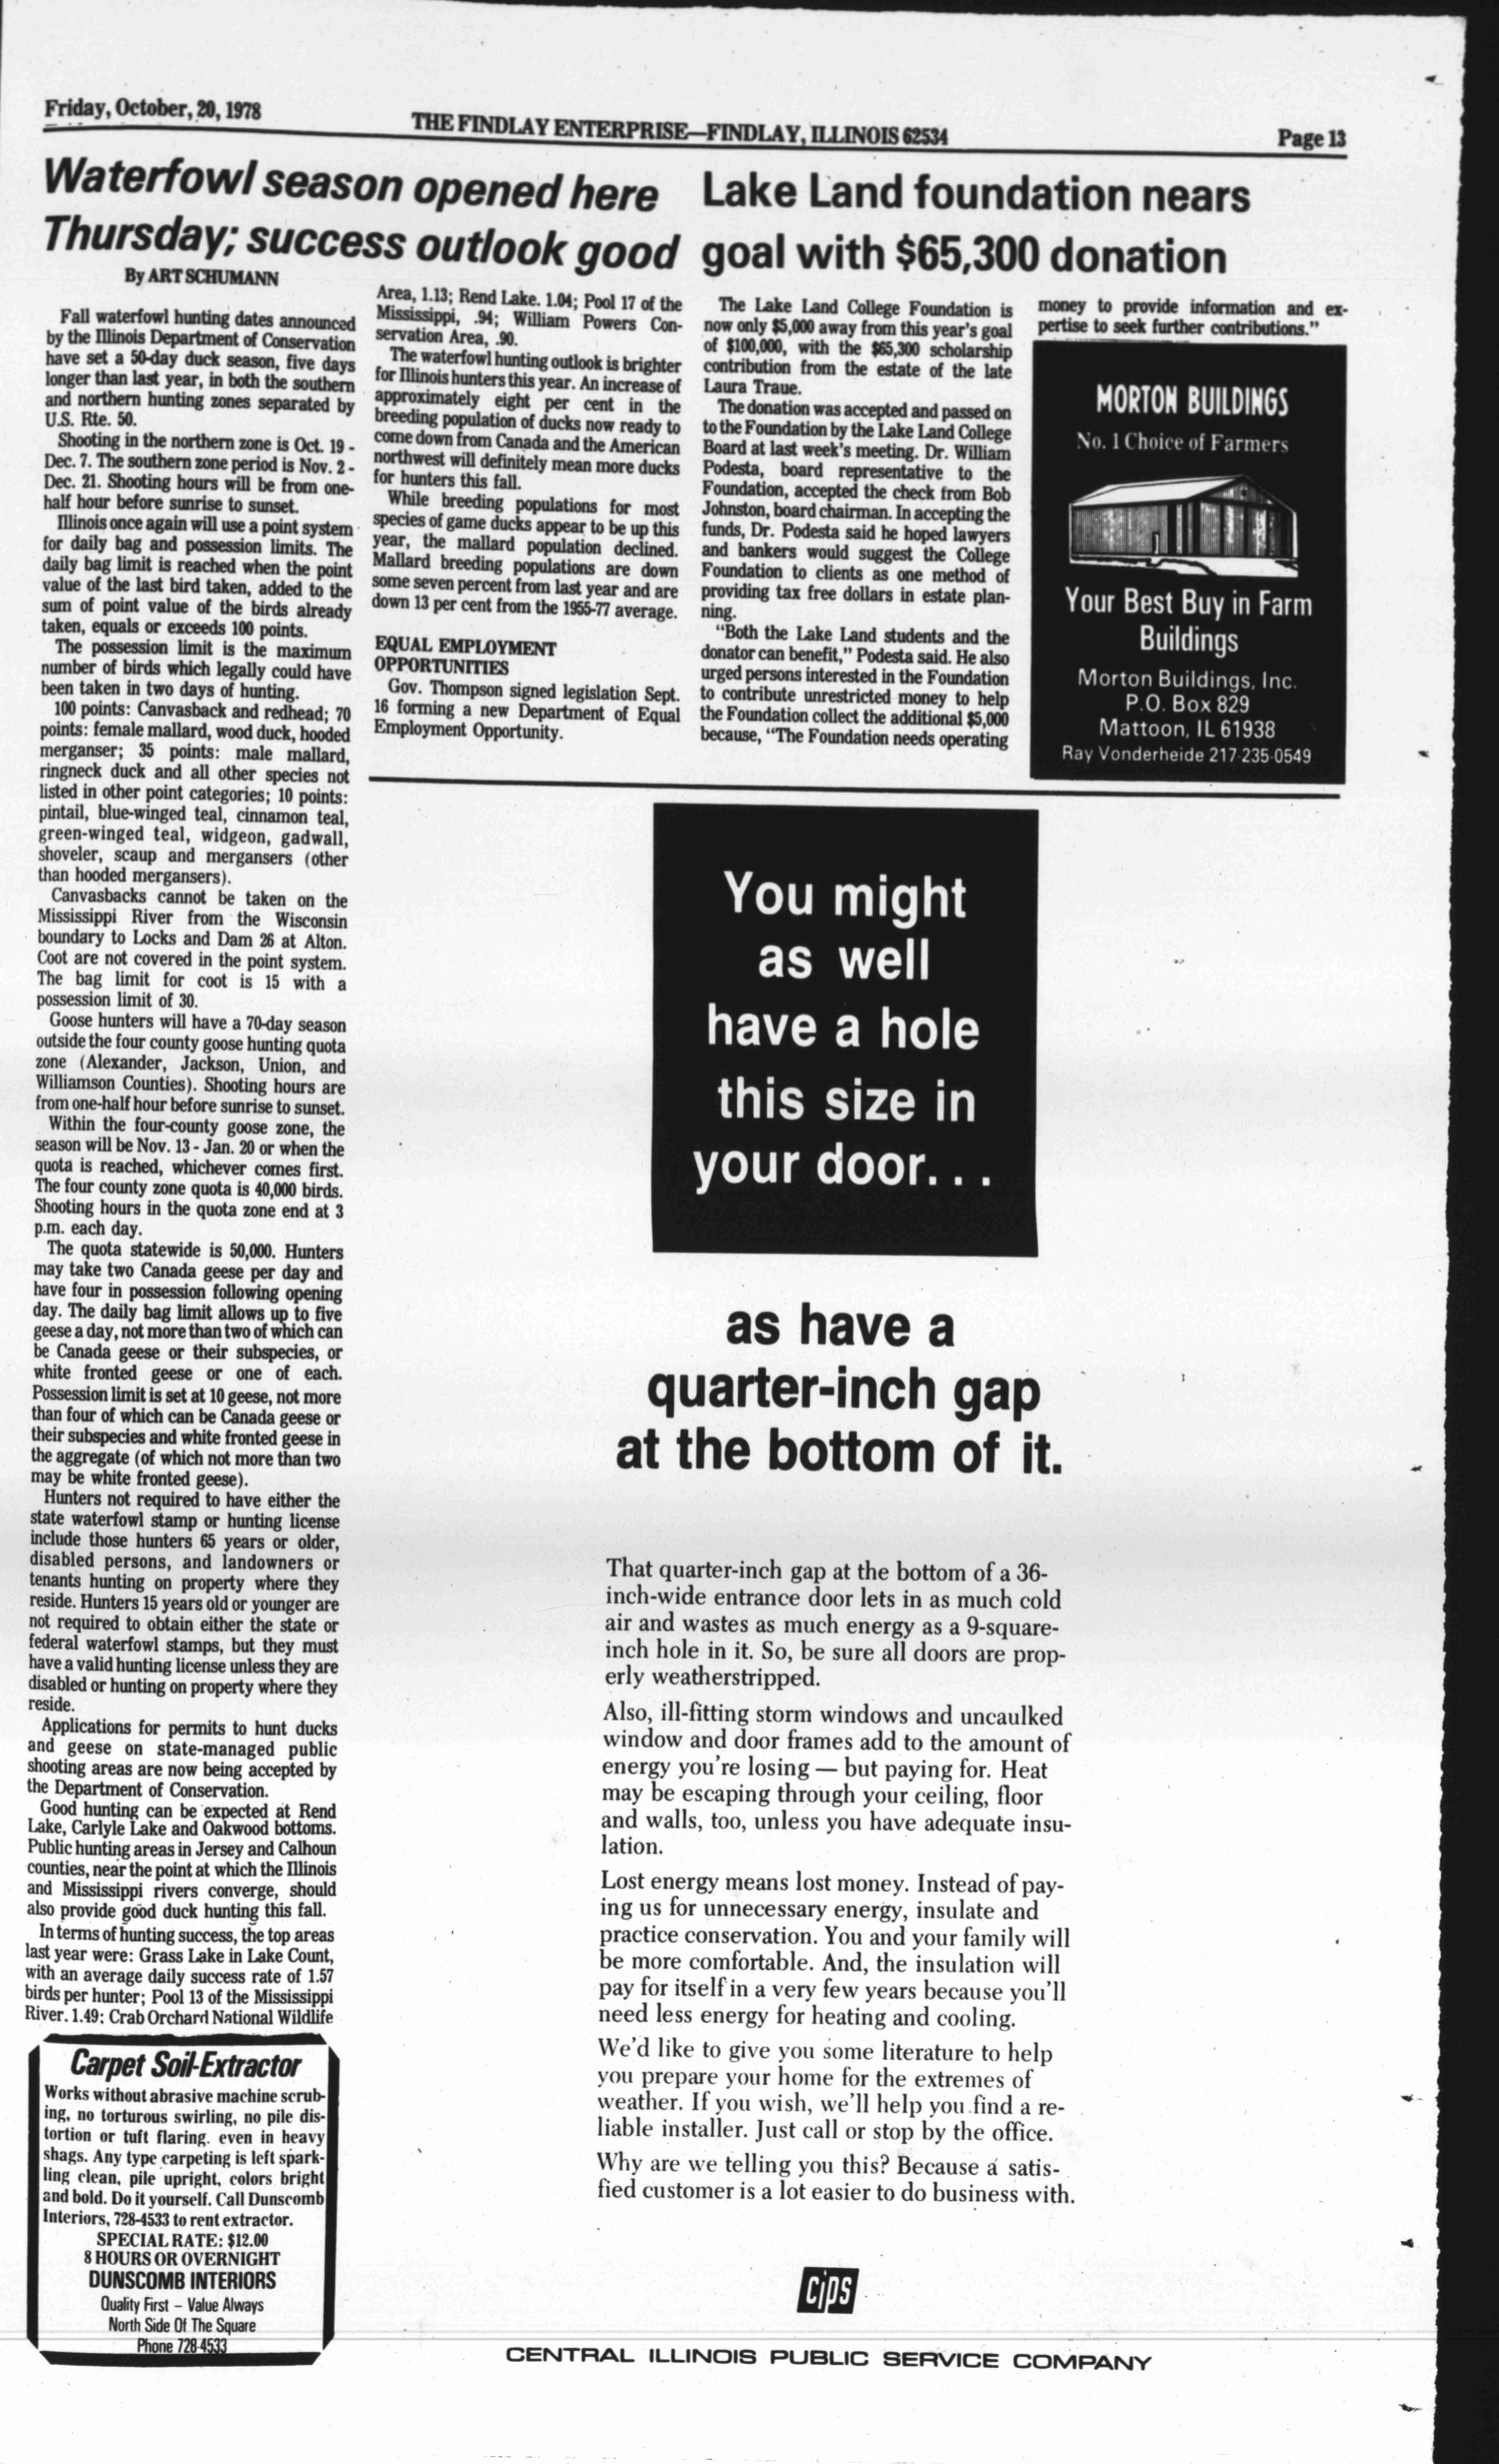 Friday, October, 20, 1978
THE FINDLAY ENTERPRISE—FINDLAY, ILLINOIS 62534
Page 13
Waterfowl season opened here
Thursday; success outlook good
By ART SCHUMANN
Fall waterfowl hunting dates announced
by the Illinois Department of Conservation
have set a 50-day duck season, five days
longer than last year, in both the southern
and northern hunting zones separated by
U.S. Rte. 50.
Shooting in the northern zone is Oct. 19 -
Dec. 7. The southern zone period is Nov. 2 -
Dec. 21. Shooting hours will be from one-
half hour before sunrise to sunset.
Illinois once again will use a point system
for daily bag and possession limits. The
daily bag limit is reached when the point
value of the last bird taken, added to the
sum of point value of the birds already
taken, equals or exceeds 100 points.
The possession limit is the maximum
number of birds which legally could have
been taken in two days of hunting.
100 points: Canvasback and redhead; 70
points: female mallard, wood duck, hooded
merganser; 35 points: male mallard,
ringneck duck and all other species not
listed in other point categories; 10 points:
pintail, blue-winged teal, cinnamon teal,
green-winged teal, widgeon, gadwall,
shoveler, scaup and mergansers (other
than hooded mergansers).
Canvasbacks cannot be taken on the
Mississippi River from the Wisconsin
boundary to Locks and Dam 26 at Alton.
Coot are not covered in the point system.
The bag limit for coot is 15 with a
possession limit of 30.
Goose hunters will have a 70-day season
outside the four county goose hunting quota
zone (Alexander, Jackson, Union, and
Williamson Counties). Shooting hours are
from one-half hour before sunrise to sunset.
Within the four-county goose zone, the
season will be Nov. 13 - Jan. 20 or when the
quota is reached, whichever comes first.
The four county zone quota is 40,000 birds.
Shooting hours in the quota zone end at 3
p.m. each day.
The quota statewide is 50,000. Hunters
may take two Canada geese per day and
have four in possession following opening
day. The daily bag limit allows up to five
geese a day, not more than two of which can
be Canada geese or their subspecies, or
white fronted geese or one of each.
Possession limit is set at 10 geese, not more
than four of which can be Canada geese or
their subspecies and white fronted geese in
the aggregate (of which not more than two
may be white fronted geese).
Hunters not required to have either the
state waterfowl stamp or hunting license
include those hunters 65 years or older,
disabled persons, and landowners or
tenants hunting on property where they
reside. Hunters 15 years old or younger are
not required to obtain either the state or
federal waterfowl stamps, but they must
have a valid hunting license unless they are
disabled or hunting on property where they
reside.
Applications for permits to hunt ducks
and geese on state-managed public
shooting areas are now being accepted by
the Department of Conservation.
Good hunting can be expected at Rend
Lake, Carlyle Lake and Oakwood bottoms.
Public hunting areas in Jersey and Calhoun
counties, near the point at which the Illinois
and Mississippi rivers converge, should
also provide good duck hunting this fall.
In terms of hunting success, the top areas
last year were: Grass Lake in Lake Count,
with an average daily success rate of 1.57
birds per hunter; Pool 13 of the Mississippi
River. 1.49; Crab Orchard National Wildlife
Area, 1.13; Rend Lake. 1.04; Pool 17 of the
Mississippi, .94; William Powers Con-
servation Area, .90.
The waterfowl hunting outlook is brighter
for Illinois hunters this year. An increase of
approximately eight per cent in the
breeding population of ducks now ready to
come down from Canada and the American
northwest will definitely mean more ducks
for hunters this fall.
While breeding populations for most
species of game ducks appear to be up this
year, the mallard population declined.
Mallard breeding populations are down
some seven percent from last year and are
down 13 per cent from the 1955-77 average.
EQUAL EMPLOYMENT
OPPORTUNITIES
Gov. Thompson signed legislation Sept.
16 forming a new Department of Equal
Employment Opportunity.
Lake Land foundation nears
goal with $65,300 donation
The Lake Land College Foundation is
now only $5,000 away from this year's goal
of $100,000, with the $65,300 scholarship
contribution from the estate of the late
Laura Traue.
The donation was accepted and passed on
to the Foundation by the Lake Land College
Board at last week's meeting. Dr. William
Podesta, board representative to the
Foundation, accepted the check from Bob
Johnston, board chairman. In accepting the
funds, Dr. Podesta said he hoped lawyers
and bankers would suggest the College
Foundation to clients as one method of
providing tax free dollars in estate plan-
ning.
"Both the Lake Land students and the
donator can benefit," Podesta said. He also
urged persons interested in the Foundation
to contribute unrestricted money to help
the Foundation collect the additional $5,000
because, "The Foundation needs operating
money to provide information and ex-
pertise to seek further contributions."
MORTON BUILDINGS
No. 1 Choice of Farmers
Your Best Buy in Farm
Buildings
Morton Buildings, Inc.
P.O. Box 829
Mattoon, IL 61938
Ray Vonderheide 217-235-0549
You might
as well
have a hole
this size in
your door. . .
as have a
quarter-inch gap
at the bottom of it.
That quarter-inch gap at the bottom of a 36-
inch-wide entrance door lets in as much cold
air and wastes as much energy as a 9-square-
inch hole in it. So, be sure all doors are prop-
erly weatherstripped.
Also, ill-fitting storm windows and uncaulked
window and door frames add to the amount of
energy you're losing — but paying for. Heat
may be escaping through your ceiling, floor
and walls, too, unless you have adequate insu-
lation.
Lost energy means lost money. Instead of pay-
ing us for unnecessary energy, insulate and
practice conservation. You and your family will
be more comfortable. And, the insulation will
pay for itself in a very few years because you'll
need less energy for heating and cooling.
We'd like to give you some literature to help
you prepare your home for the extremes of
weather. If you wish, we'll help you find a re-
liable installer. Just call or stop by the office.
Why are we telling you this? Because a satis-
fied customer is a lot easier to do business with.
CIPS
CENTRAL ILLINOIS PUBLIC SERVICE COMPANY
Carpet Soil-Extractor
Works without abrasive machine scrub-
ing, no torturous swirling, no pile dis-
tortion or tuft flaring. even in heavy
shags. Any type carpeting is left spark-
ling clean, pile upright, colors bright
and bold. Do it yourself. Call Dunscomb
Interiors, 728-4533 to rent extractor.
SPECIAL RATE: $12.00
8 HOURS OR OVERNIGHT
DUNSCOMB INTERIORS
Quality First - Value Always
North Side Of The Square
Phone 728-4533